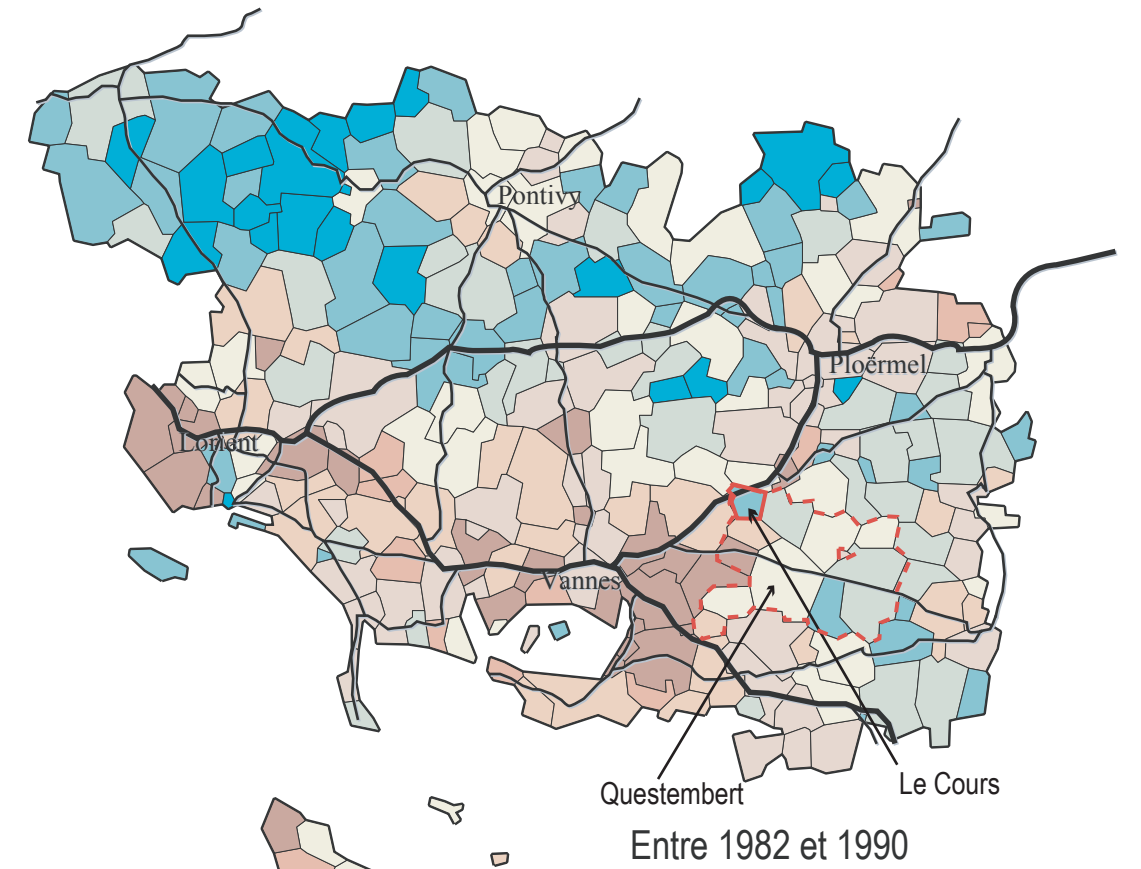 Pontivy
Ploërmel
Lorient
Vannes
Questembert
Le Cours
Entre 1982 et 1990